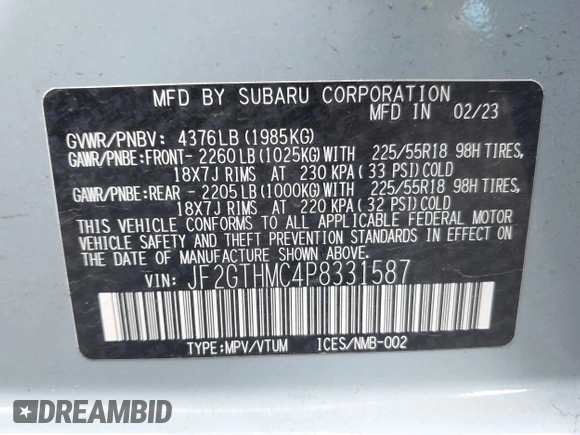 MFD BY SUBARU CORPORATION
MFD IN 02/23
GVWR/PNBV: 4376LB (1985KG)
GAWR/PNBE:FRONT- 2260LB (1025KG) WITH 225/55R18 98H TIRES,
18X7J RIMS AT 230 KPA (33 PSI) COLD
GAWR/PNBE:REAR - 2205LB (1000KG) WITH 225/55R18 98H TIRES,
18X7J RIMS AT 220 KPA (32 PSI) COLD
THIS VEHICLE CONFORMS TO ALL APPLICABLE FEDERAL MOTOR
VEHICLE SAFETY AND THEFT PREVENTION STANDARDS IN EFFECT ON
THE DATE OF MANUFACTURE SHOWN ABOVE.
VIN: JF2GTHMC4P8331587
TYPE:MPV/VTUM ICES/NMB-002
DREAMBID